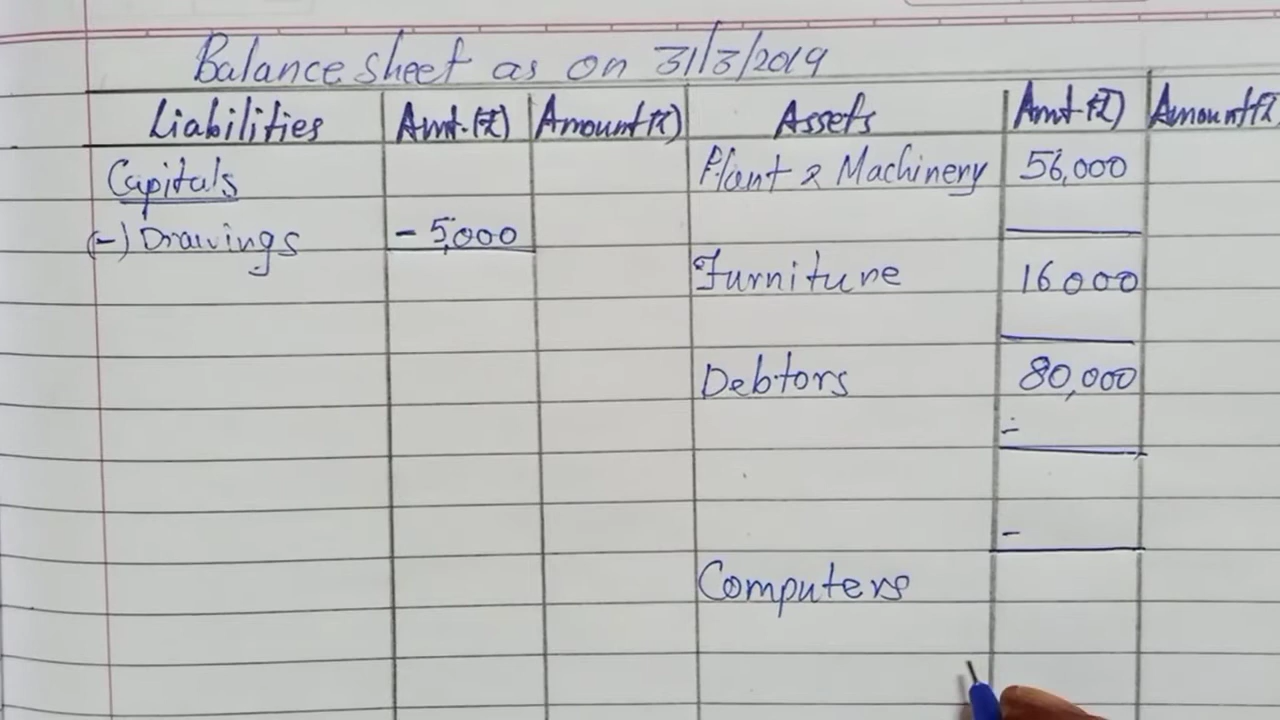 Balance sheet as on 31/3/2019
Liabilities Amt.(₹) Amount(₹) Assets Amt.(₹) Amount(₹
Capitals Plant & Machinery 56,000
(-) Drawings - 5,000
Furniture 16000
Debtors 80,000
-
-
Computers